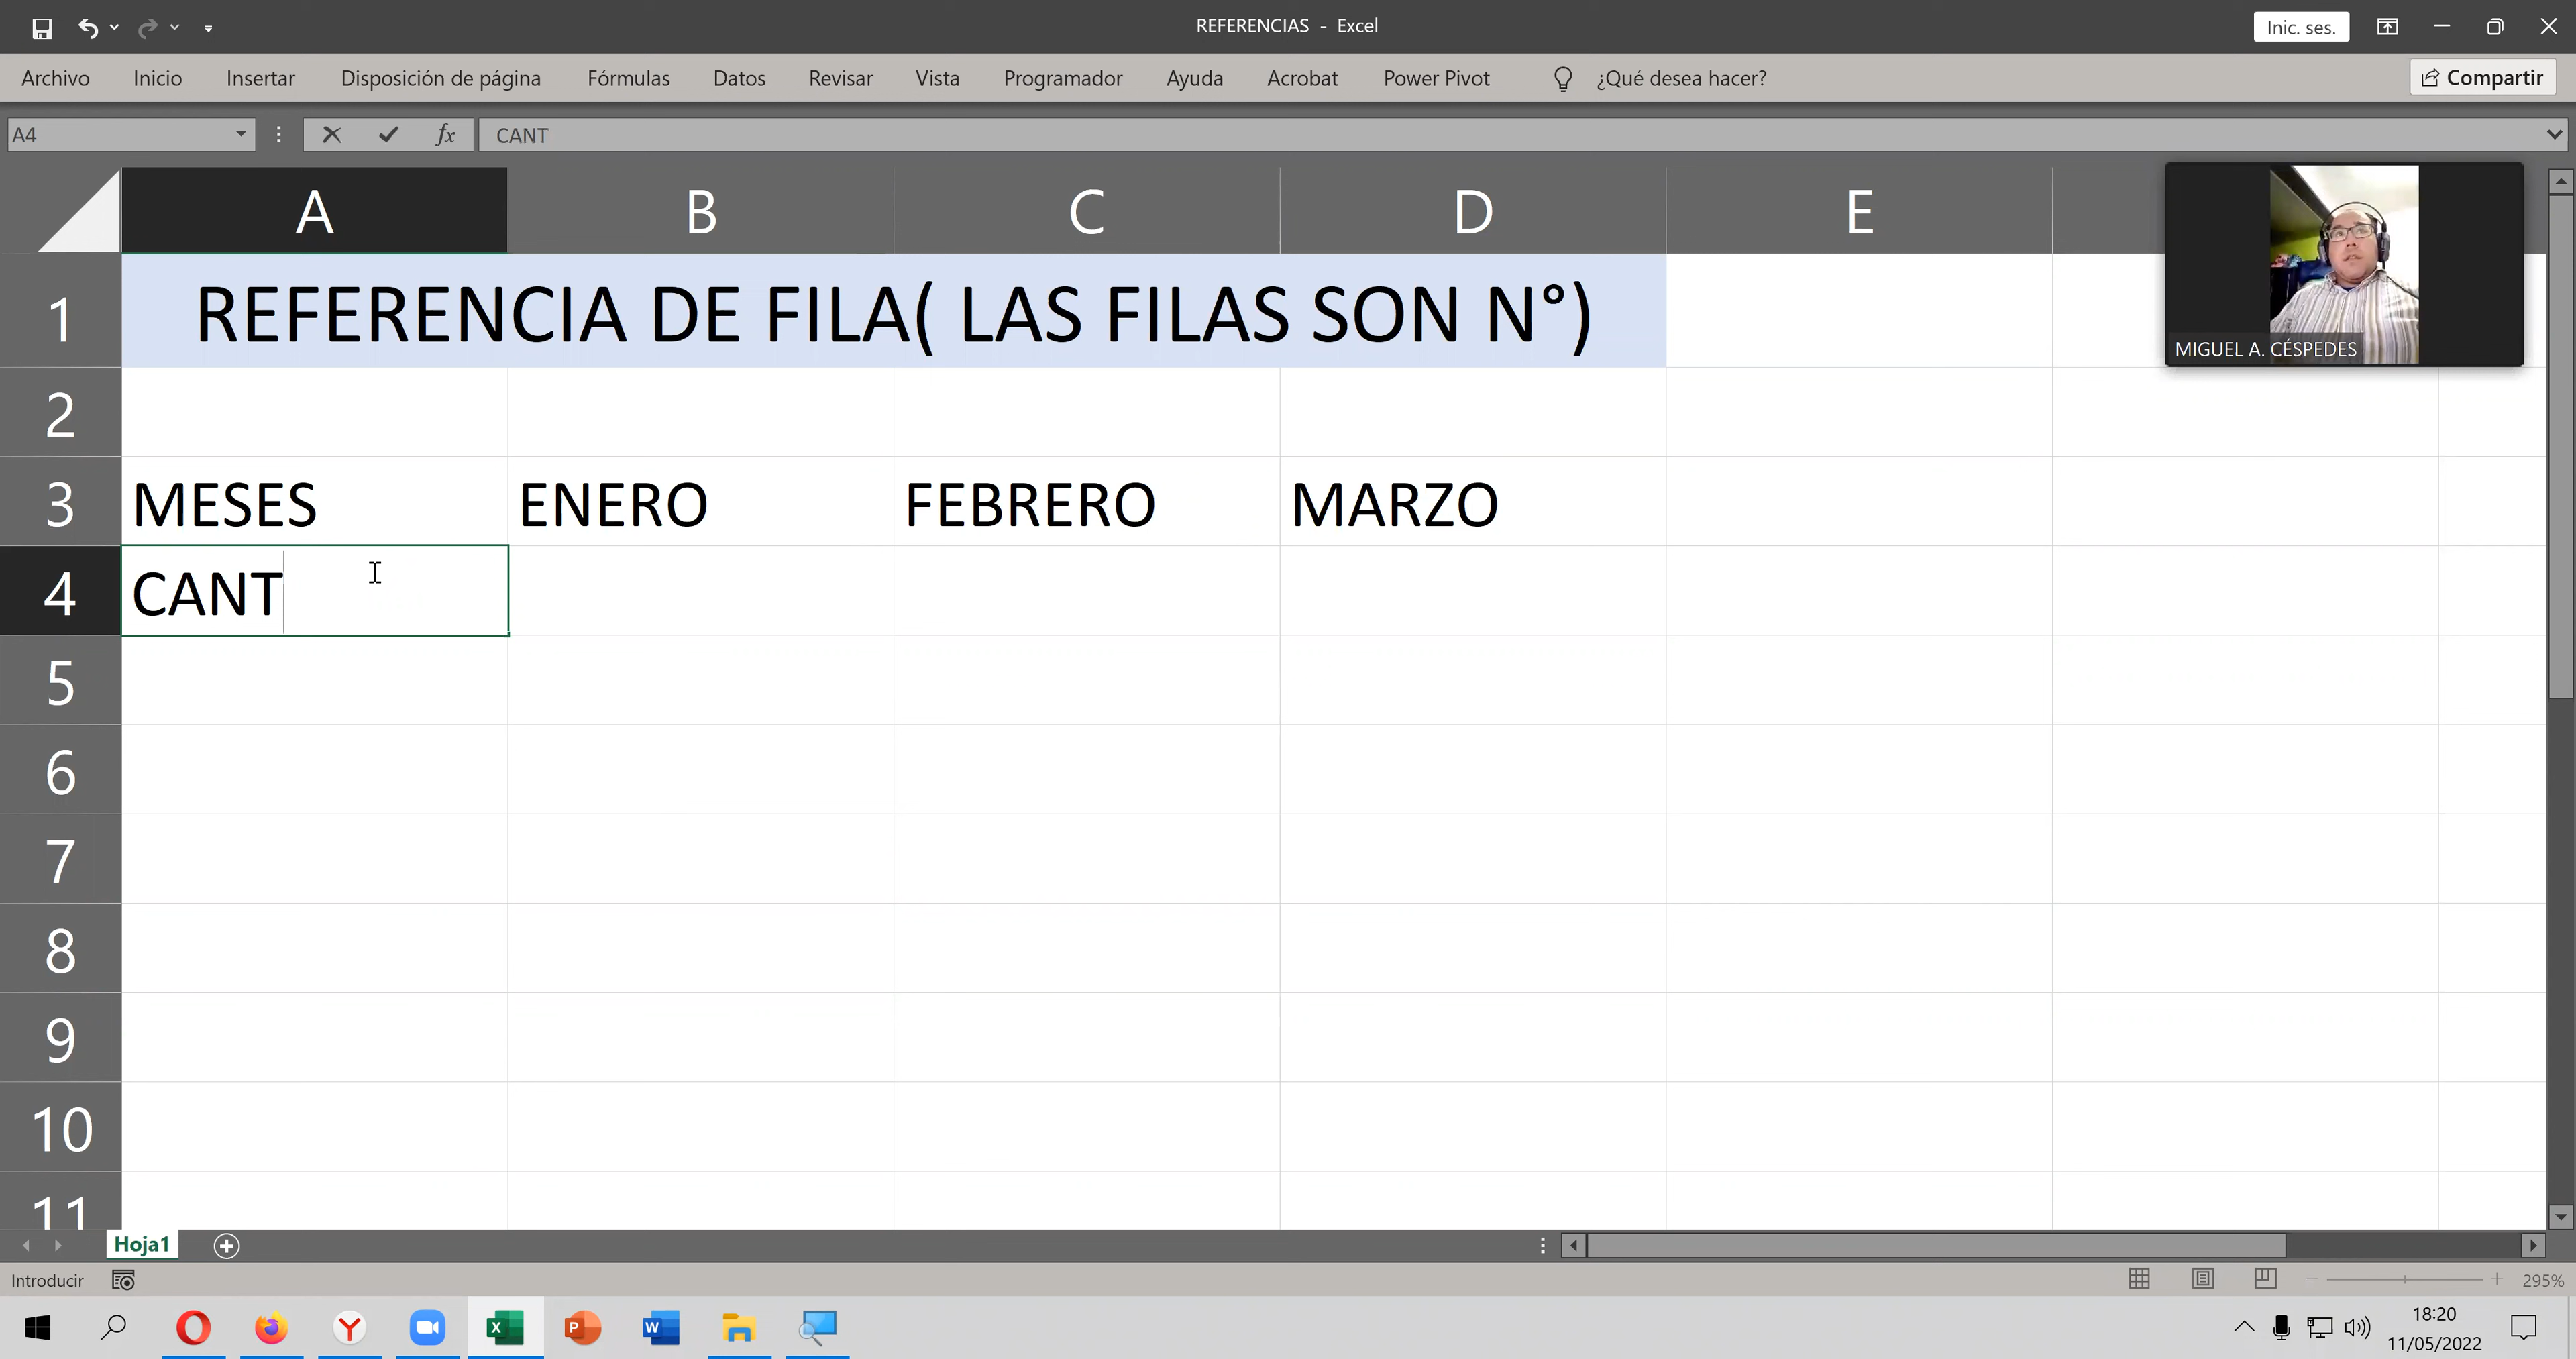 REFERENCIAS - Excel
Inic. ses.
Archivo Inicio Insertar Disposición de página Fórmulas Datos Revisar Vista Programador Ayuda Acrobat Power Pivot ¿Qué desea hacer? Compartir
A4 fx CANT
A B C D E
1 REFERENCIA DE FILA( LAS FILAS SON N°)
MIGUEL A. CÉSPEDES
2
3 MESES ENERO FEBRERO MARZO
4 CANT
5
6
7
8
9
10
11
Hoja1
Introducir 295%
18:20
11/05/2022